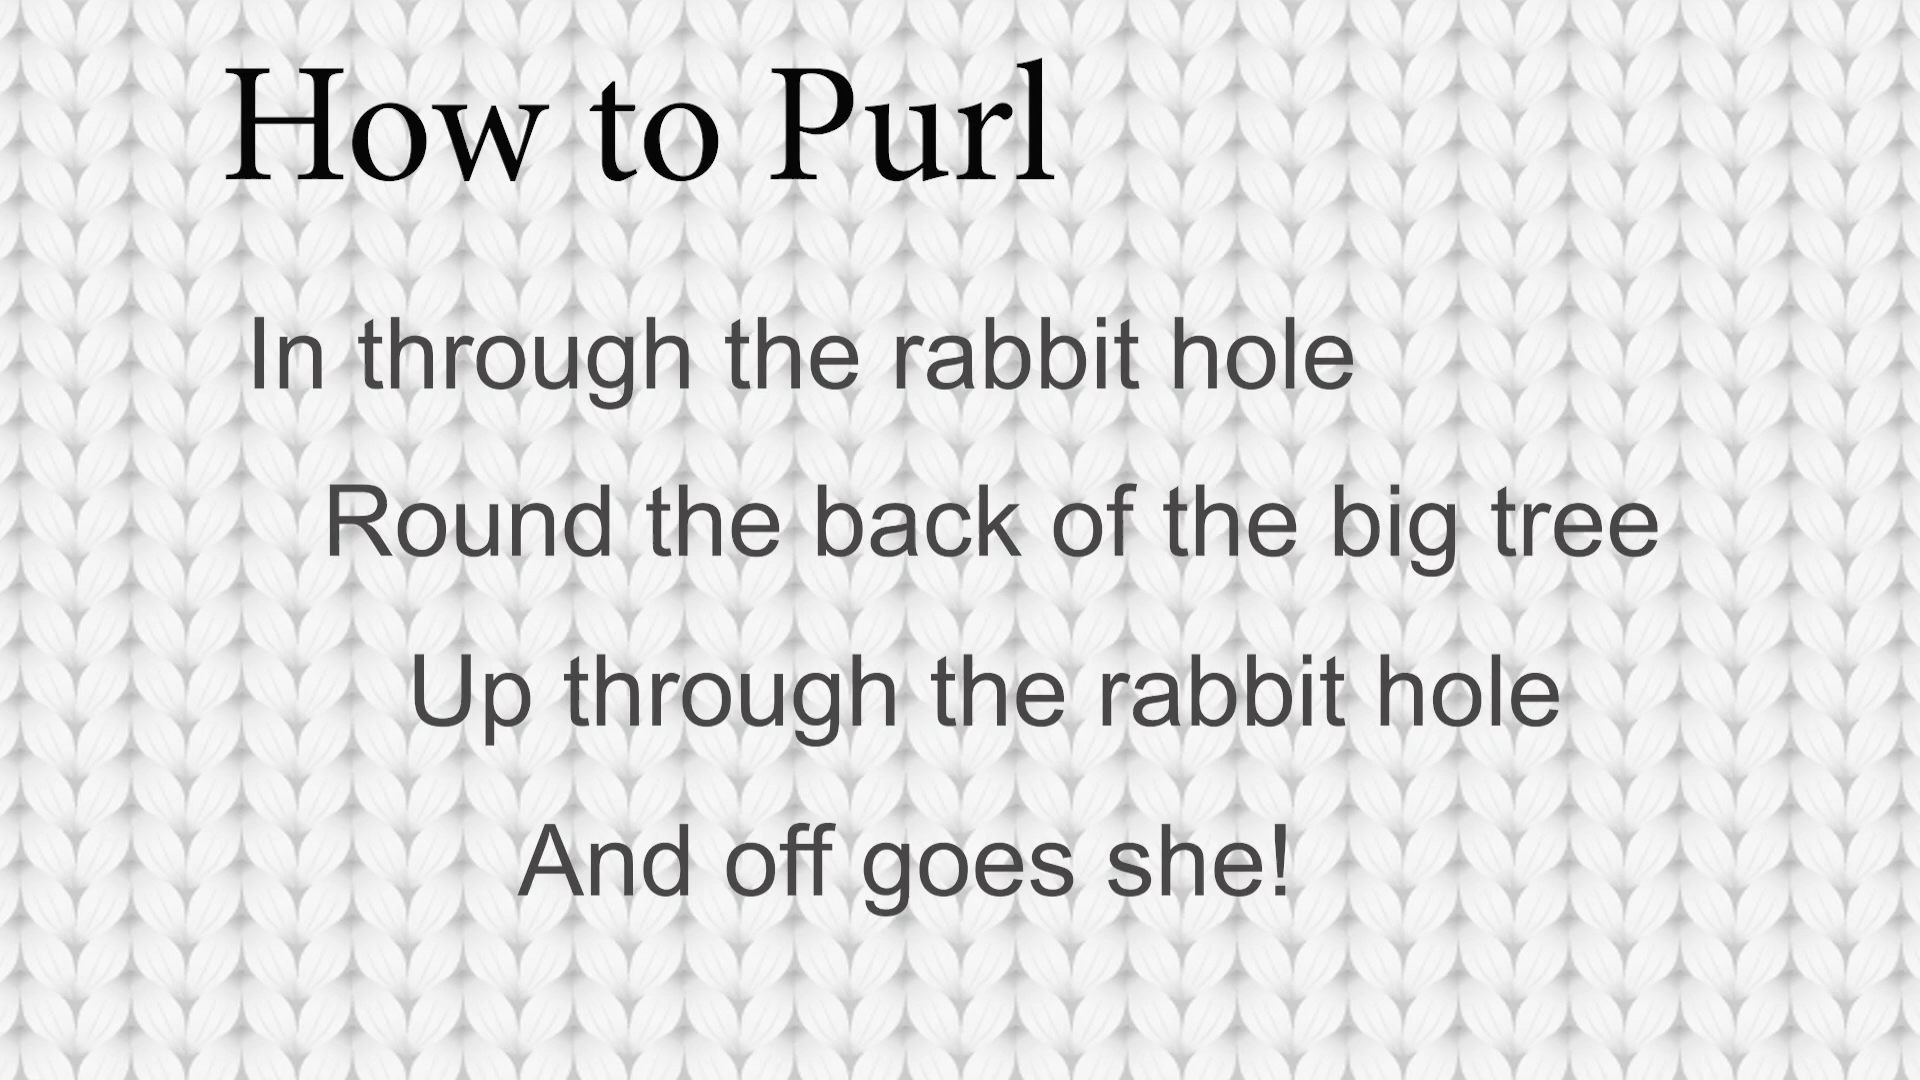 How to Purl
In through the rabbit hole
Round the back of the big tree
Up through the rabbit hole
And off goes she!